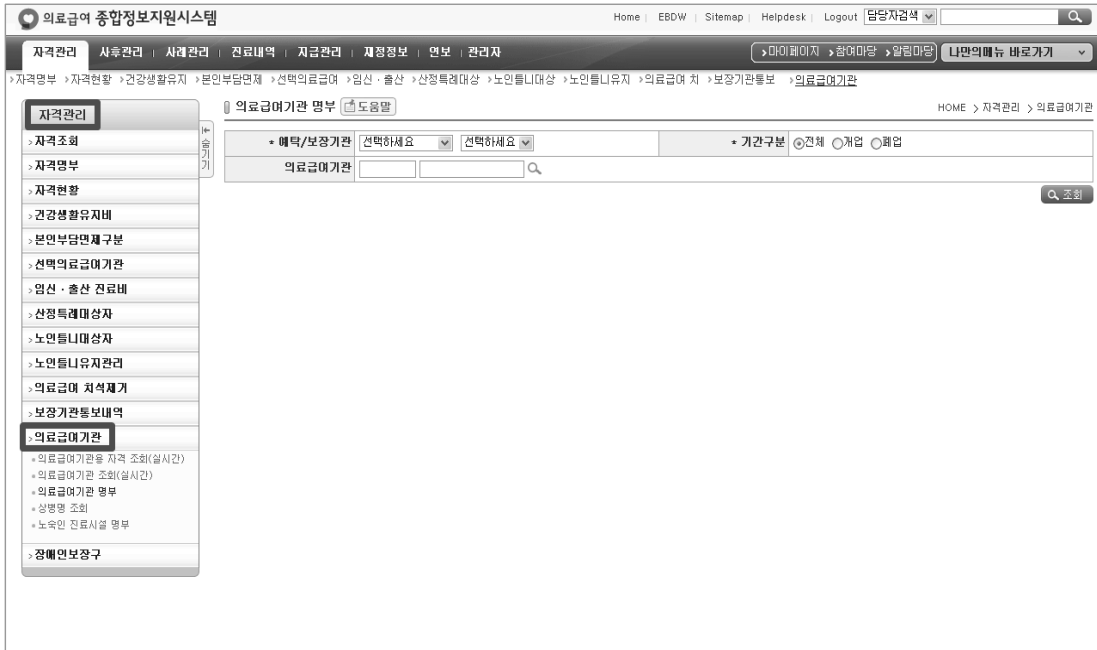 의료급여 종합정보지원시스템
Home | EBDW | Sitemap | Helpdesk | Logout 담당자검색
자격관리 사후관리 | 사례관리 | 진료내역 | 지급관리 | 재정정보 | 연보 | 관리자
›마이페이지 ›참여마당 ›알림마당 나만의메뉴 바로가기
›자격명부 ›자격현황 ›건강생활유지 ›본인부담면제 ›선택의료급여 ›임신·출산 ›산정특례대상 ›노인틀니대상 ›노인틀니유지 ›의료급여 치 ›보장기관통보 ›의료급여기관
자격관리
숨기기
›자격조회
›자격명부
›자격현황
›건강생활유지비
›본인부담면제구분
›선택의료급여기관
›임신·출산 진료비
›산정특례대상자
›노인틀니대상자
›노인틀니유지관리
›의료급여 치석제거
›보장기관통보내역
›의료급여기관
의료급여기관용 자격 조회(실시간)
의료급여기관 조회(실시간)
의료급여기관 명부
상병명 조회
노숙인 진료시설 명부
›장애인보장구
의료급여기관 명부 도움말
HOME > 자격관리 > 의료급여기관
* 예탁/보장기관 선택하세요 선택하세요 * 기간구분 전체 개업 폐업
의료급여기관
조회